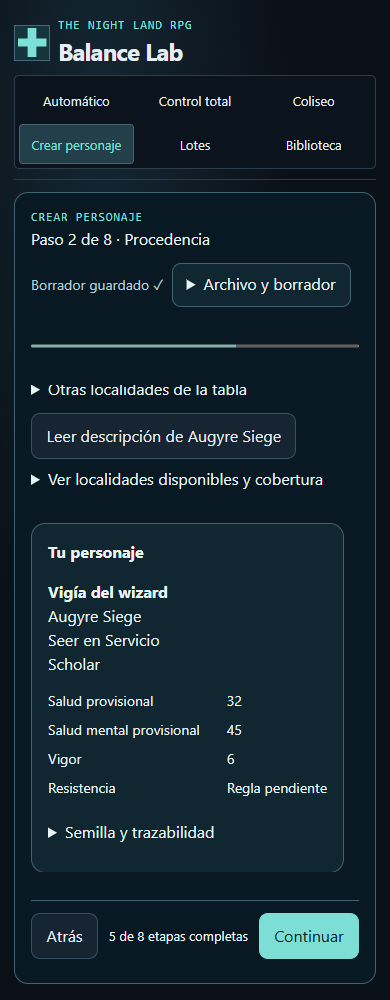 THE NIGHT LAND RPG
Balance Lab
Automático
Control total
Coliseo
Crear personaje
Lotes
Biblioteca
CREAR PERSONAJE
Paso 2 de 8 · Procedencia
Borrador guardado ✓
▶ Archivo y borrador
▶ Otras localidades de la tabla
Leer descripción de Augyre Siege
▶ Ver localidades disponibles y cobertura
Tu personaje
Vigía del wizard
Augyre Siege
Seer en Servicio
Scholar
Salud provisional 32
Salud mental provisional 45
Vigor 6
Resistencia Regla pendiente
▶ Semilla y trazabilidad
Atrás
5 de 8 etapas completas
Continuar